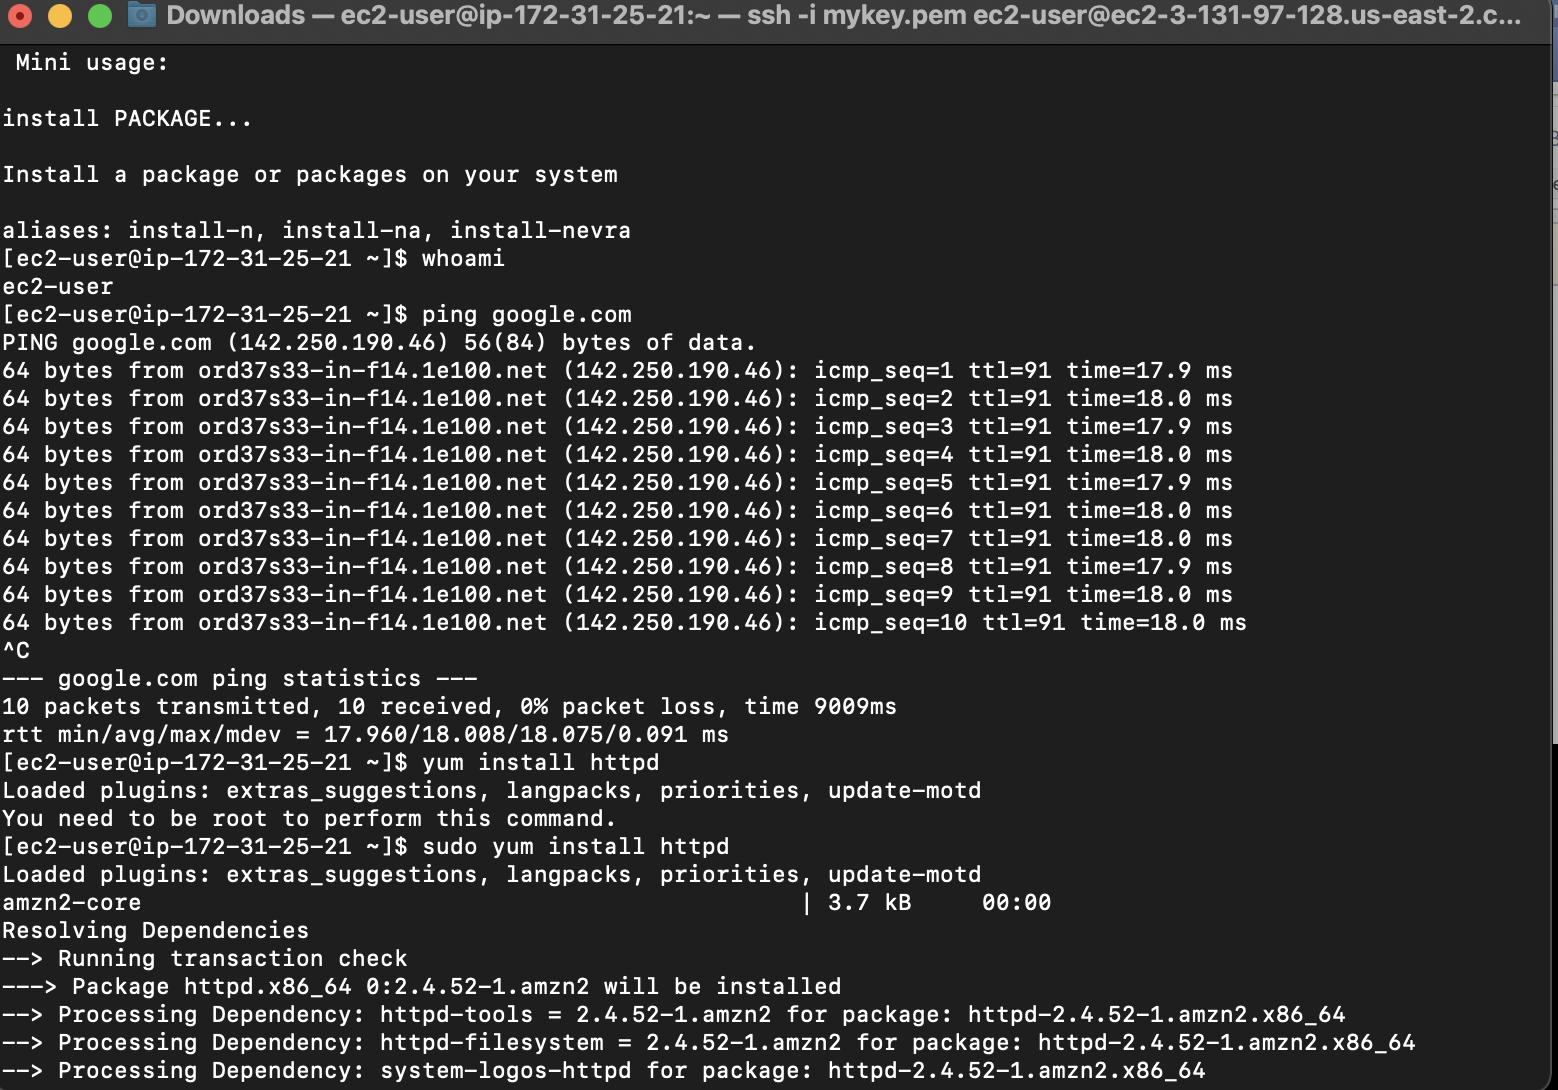 Downloads — ec2-user@ip-172-31-25-21:~ — ssh -i mykey.pem ec2-user@ec2-3-131-97-128.us-east-2.c...
Mini usage:
install PACKAGE...
Install a package or packages on your system
aliases: install-n, install-na, install-nevra
[ec2-user@ip-172-31-25-21 ~]$ whoami
ec2-user
[ec2-user@ip-172-31-25-21 ~]$ ping google.com
PING google.com (142.250.190.46) 56(84) bytes of data.
64 bytes from ord37s33-in-f14.1e100.net (142.250.190.46): icmp_seq=1 ttl=91 time=17.9 ms
64 bytes from ord37s33-in-f14.1e100.net (142.250.190.46): icmp_seq=2 ttl=91 time=18.0 ms
64 bytes from ord37s33-in-f14.1e100.net (142.250.190.46): icmp_seq=3 ttl=91 time=17.9 ms
64 bytes from ord37s33-in-f14.1e100.net (142.250.190.46): icmp_seq=4 ttl=91 time=18.0 ms
64 bytes from ord37s33-in-f14.1e100.net (142.250.190.46): icmp_seq=5 ttl=91 time=17.9 ms
64 bytes from ord37s33-in-f14.1e100.net (142.250.190.46): icmp_seq=6 ttl=91 time=18.0 ms
64 bytes from ord37s33-in-f14.1e100.net (142.250.190.46): icmp_seq=7 ttl=91 time=18.0 ms
64 bytes from ord37s33-in-f14.1e100.net (142.250.190.46): icmp_seq=8 ttl=91 time=17.9 ms
64 bytes from ord37s33-in-f14.1e100.net (142.250.190.46): icmp_seq=9 ttl=91 time=18.0 ms
64 bytes from ord37s33-in-f14.1e100.net (142.250.190.46): icmp_seq=10 ttl=91 time=18.0 ms
^C
--- google.com ping statistics ---
10 packets transmitted, 10 received, 0% packet loss, time 9009ms
rtt min/avg/max/mdev = 17.960/18.008/18.075/0.091 ms
[ec2-user@ip-172-31-25-21 ~]$ yum install httpd
Loaded plugins: extras_suggestions, langpacks, priorities, update-motd
You need to be root to perform this command.
[ec2-user@ip-172-31-25-21 ~]$ sudo yum install httpd
Loaded plugins: extras_suggestions, langpacks, priorities, update-motd
amzn2-core | 3.7 kB 00:00
Resolving Dependencies
--> Running transaction check
---> Package httpd.x86_64 0:2.4.52-1.amzn2 will be installed
--> Processing Dependency: httpd-tools = 2.4.52-1.amzn2 for package: httpd-2.4.52-1.amzn2.x86_64
--> Processing Dependency: httpd-filesystem = 2.4.52-1.amzn2 for package: httpd-2.4.52-1.amzn2.x86_64
--> Processing Dependency: system-logos-httpd for package: httpd-2.4.52-1.amzn2.x86_64